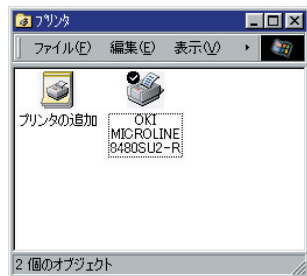 プリンタ
ファイル(F) 編集(E) 表示(V)
プリンタの追加
OKI
MICROLINE
8480SU2-R
2 個のオブジェクト